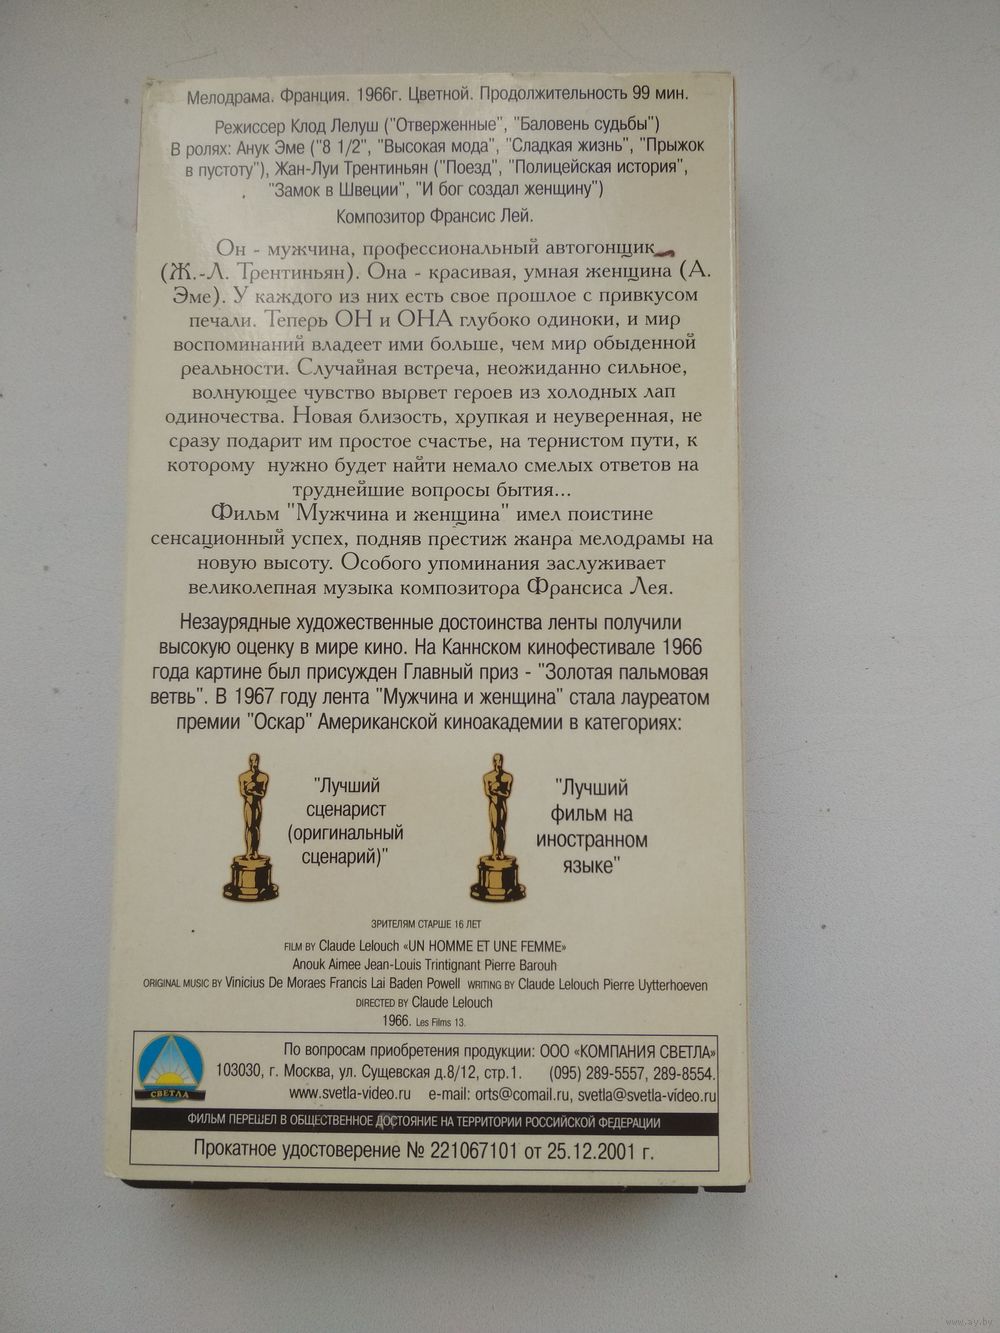 Мелодрама. Франция. 1966г. Цветной. Продолжительность 99 мин.
Режиссер Клод Лелуш ("Отверженные", "Баловень судьбы")
В ролях: Анук Эме ("8 1/2", "Высокая мода", "Сладкая жизнь", "Прыжок
в пустоту"), Жан-Луи Трентиньян ("Поезд", "Полицейская история",
"Замок в Швеции", "И бог создал женщину")
Композитор Франсис Лей.
Он - мужчина, профессиональный автогонщик
(Ж.-Л. Трентиньян). Она - красивая, умная женщина (А.
Эме). У каждого из них есть свое прошлое с привкусом
печали. Теперь ОН и ОНА глубоко одиноки, и мир
воспоминаний владеет ими больше, чем мир обыденной
реальности. Случайная встреча, неожиданно сильное,
волнующее чувство вырвет героев из холодных лап
одиночества. Новая близость, хрупкая и неуверенная, не
сразу подарит им простое счастье, на тернистом пути, к
которому нужно будет найти немало смелых ответов на
труднейшие вопросы бытия...
Фильм "Мужчина и женщина" имел поистине
сенсационный успех, подняв престиж жанра мелодрамы на
новую высоту. Особого упоминания заслуживает
великолепная музыка композитора Франсиса Лея.
Незаурядные художественные достоинства ленты получили
высокую оценку в мире кино. На Каннском кинофестивале 1966
года картине был присужден Главный приз - "Золотая пальмовая
ветвь". В 1967 году лента "Мужчина и женщина" стала лауреатом
премии "Оскар" Американской киноакадемии в категориях:
"Лучший
сценарист
(оригинальный
сценарий)"
"Лучший
фильм на
иностранном
языке"
ЗРИТЕЛЯМ СТАРШЕ 16 ЛЕТ
FILM BY Claude Lelouch «UN HOMME ET UNE FEMME»
Anouk Aimee Jean-Louis Trintignant Pierre Barouh
ORIGINAL MUSIC BY Vinicius De Moraes Francis Lai Baden Powell WRITING BY Claude Lelouch Pierre Uytterhoeven
DIRECTED BY Claude Lelouch
1966. Les Films 13.
СВЕТЛА
По вопросам приобретения продукции: ООО «КОМПАНИЯ СВЕТЛА»
103030, г. Москва, ул. Сущевская д.8/12, стр.1. (095) 289-5557, 289-8554.
www.svetla-video.ru e-mail: orts@comail.ru, svetla@svetla-video.ru
ФИЛЬМ ПЕРЕШЕЛ В ОБЩЕСТВЕННОЕ ДОСТОЯНИЕ НА ТЕРРИТОРИИ РОССИЙСКОЙ ФЕДЕРАЦИИ
Прокатное удостоверение № 221067101 от 25.12.2001 г.
www.ay.by